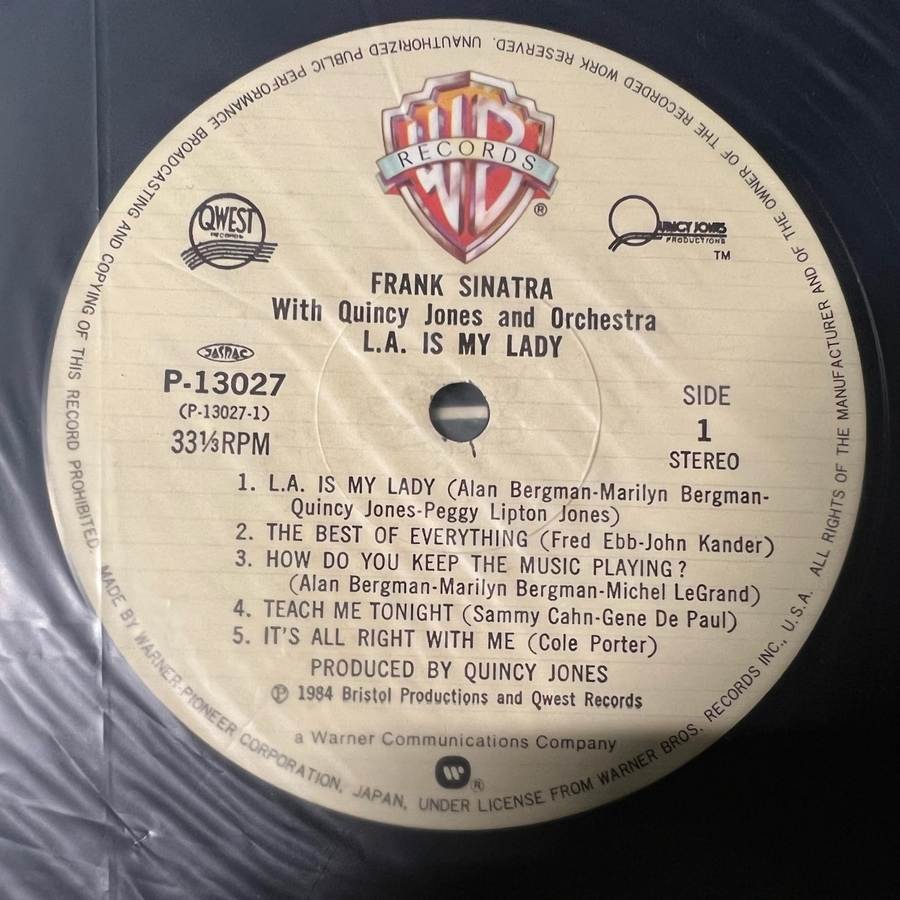 WB
RECORDS
®
QWEST
RECORDS
QUINCY JONES
PRODUCTIONS
TM
FRANK SINATRA
With Quincy Jones and Orchestra
L.A. IS MY LADY
JASRAC
P-13027
(P-13027-1)
33⅓RPM
SIDE
1
STEREO
1. L.A. IS MY LADY (Alan Bergman-Marilyn Bergman-
Quincy Jones-Peggy Lipton Jones)
2. THE BEST OF EVERYTHING (Fred Ebb-John Kander)
3. HOW DO YOU KEEP THE MUSIC PLAYING?
(Alan Bergman-Marilyn Bergman-Michel LeGrand)
4. TEACH ME TONIGHT (Sammy Cahn-Gene De Paul)
5. IT'S ALL RIGHT WITH ME (Cole Porter)
PRODUCED BY QUINCY JONES
℗ 1984 Bristol Productions and Qwest Records
a Warner Communications Company
W ®
MADE BY WARNER-PIONEER CORPORATION, JAPAN, UNDER LICENSE FROM WARNER BROS. RECORDS INC., U.S.A. ALL RIGHTS OF THE MANUFACTURER AND OF THE OWNER OF THE RECORDED WORK RESERVED. UNAUTHORIZED PUBLIC PERFORMANCE BROADCASTING AND COPYING OF THIS RECORD PROHIBITED.